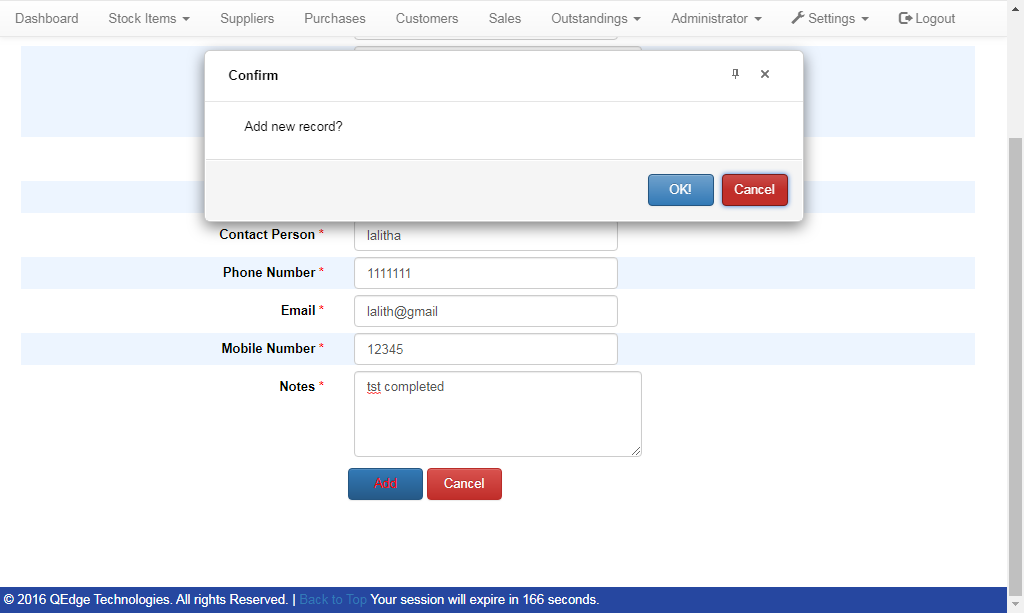 Dashboard Stock Items Suppliers Purchases Customers Sales Outstandings Administrator Settings Logout
Confirm
Add new record?
OK! Cancel
Contact Person * lalitha
Phone Number * 1111111
Email * lalith@gmail
Mobile Number * 12345
Notes * tst completed
Add Cancel
© 2016 QEdge Technologies. All rights Reserved. | Back to Top Your session will expire in 166 seconds.